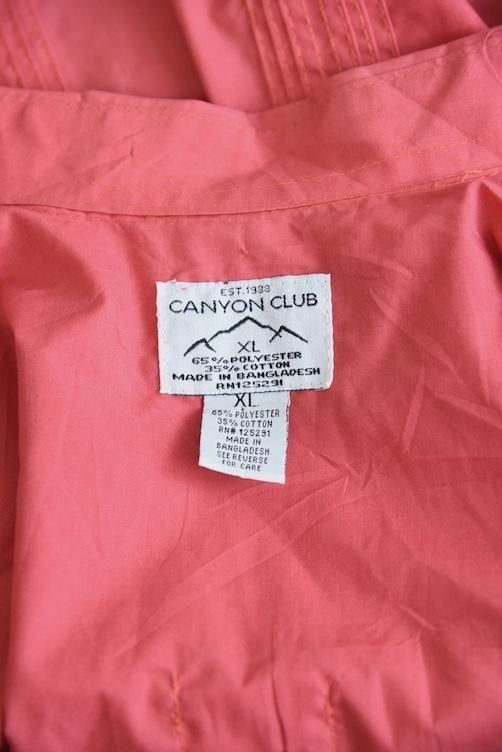 EST.1988
CANYON CLUB
XL
65% POLYESTER
35% COTTON
MADE IN BANGLADESH
RN125291
XL
65% POLYESTER
35% COTTON
RN# 125291
MADE IN
BANGLADESH
SEE REVERSE
FOR CARE